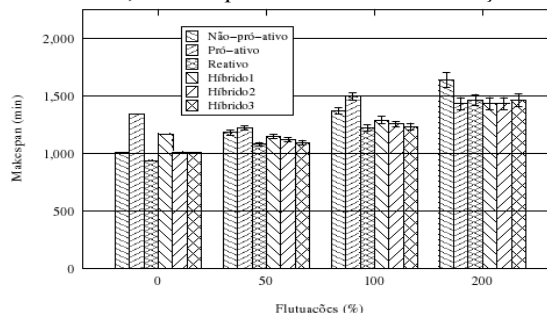 2,000
1,500
1,000
500
0
Makespan (min)
Não−pró−ativo
Pró−ativo
Reativo
Híbrido1
Híbrido2
Híbrido3
0 50 100 200
Flutuações (%)